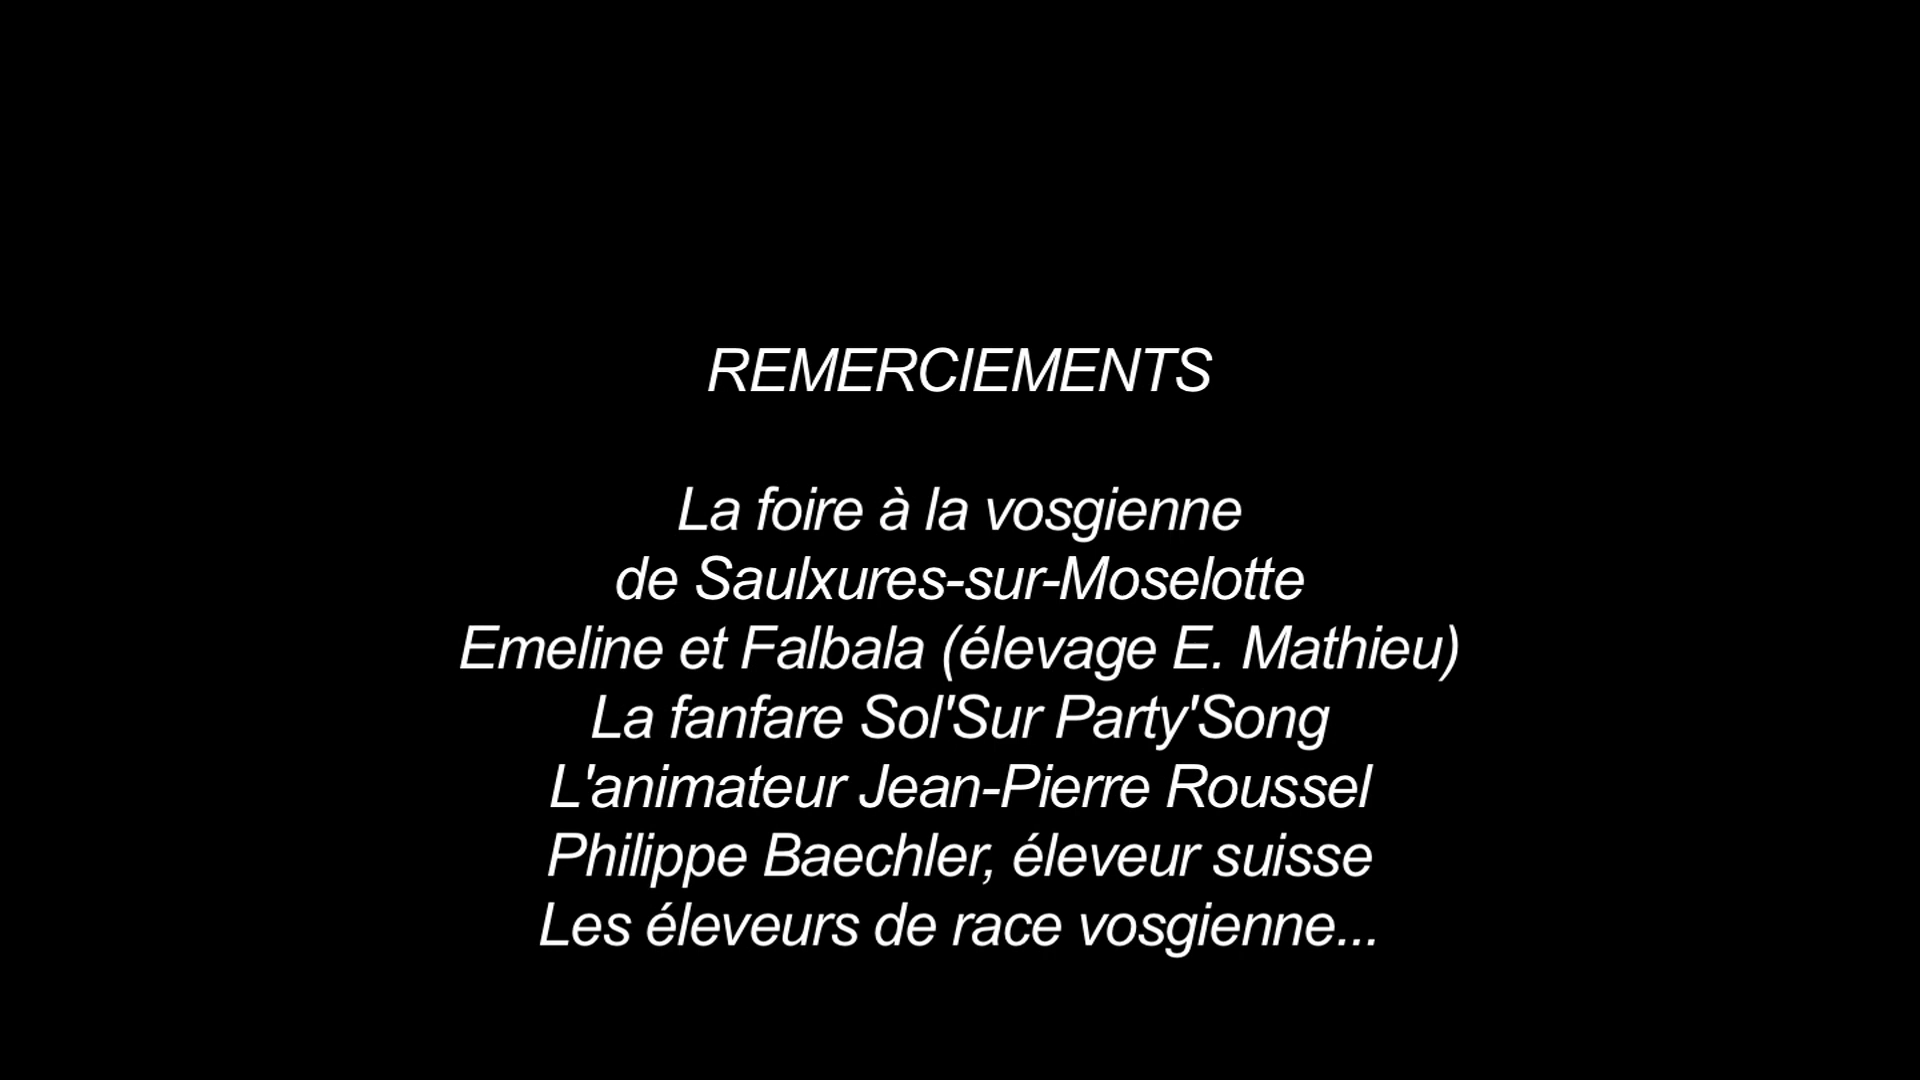 REMERCIEMENTS
La foire à la vosgienne
de Saulxures-sur-Moselotte
Emeline et Falbala (élevage E. Mathieu)
La fanfare Sol'Sur Party'Song
L'animateur Jean-Pierre Roussel
Philippe Baechler, éleveur suisse
Les éleveurs de race vosgienne...